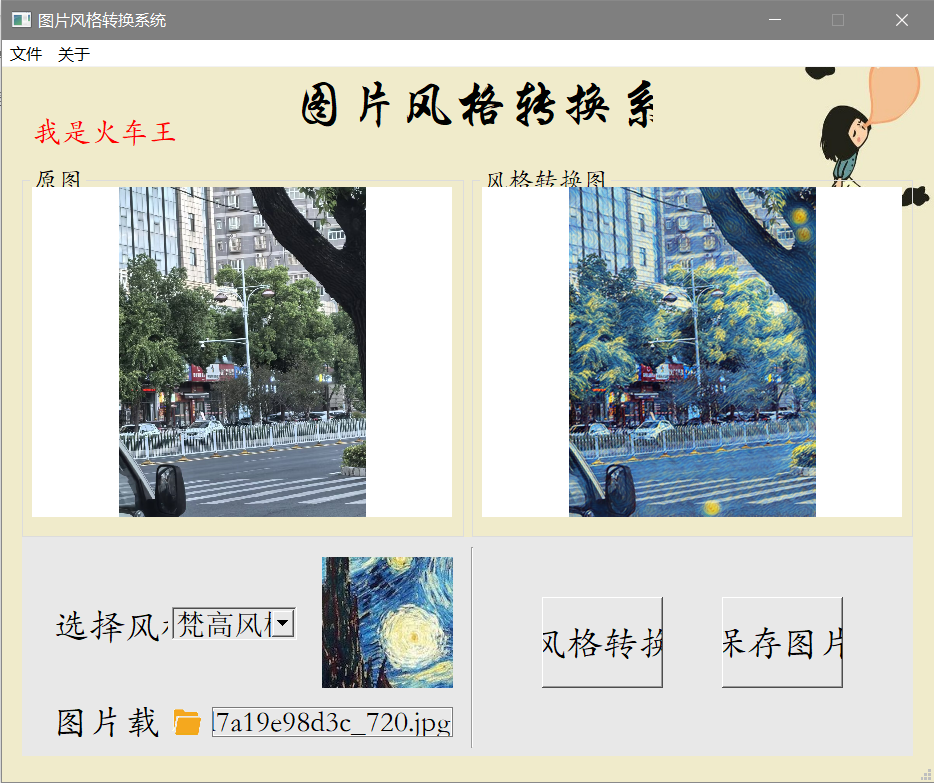 图片风格转换系统
文件 关于
图片风格转换系
我是火车王
原图
风格转换图
选择风
梵高风格
风格转换
保存图片
图片载
l7a19e98d3c_720.jpg